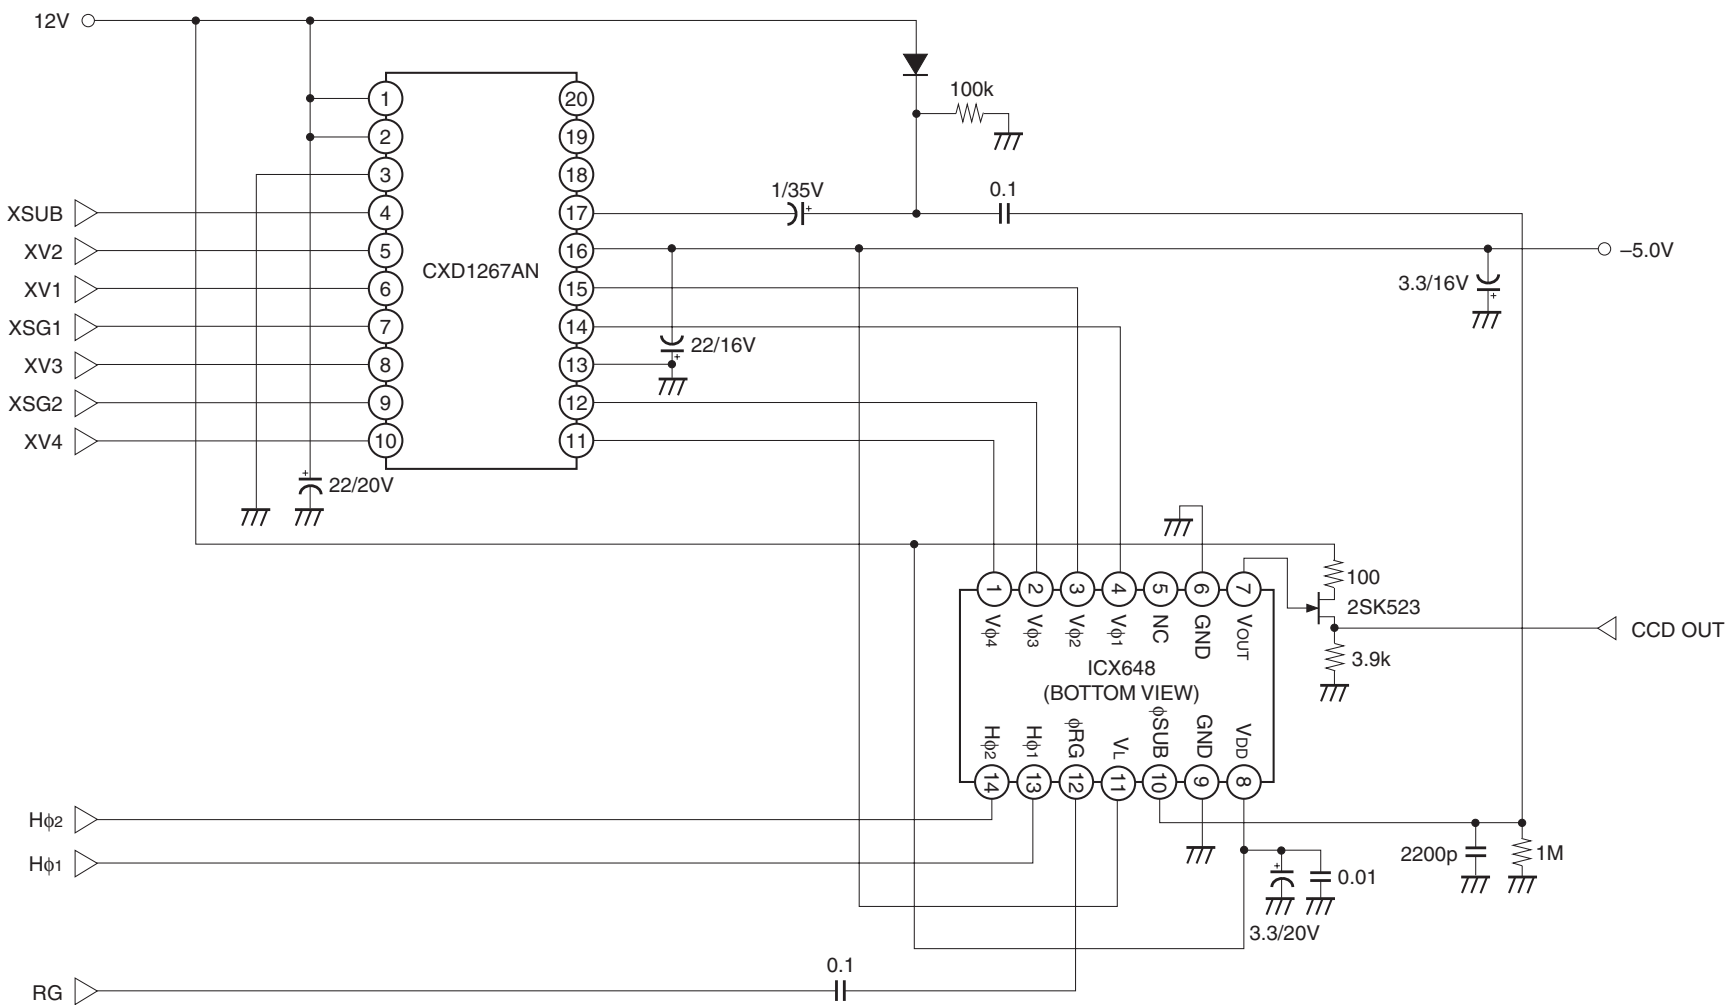 12V
1
2
3
4
5
6
7
8
9
10
20
19
18
17
16
15
14
13
12
11
CXD1267AN
XSUB
XV2
XV1
XSG1
XV3
XSG2
XV4
22/20V
100k
1/35V
+
0.1
–5.0V
3.3/16V
+
22/16V
+
+
1
2
3
4
5
6
7
Vφ4
Vφ3
Vφ2
Vφ1
NC
GND
VOUT
ICX648
(BOTTOM VIEW)
Hφ2
Hφ1
φRG
VL
φSUB
GND
VDD
14
13
12
11
10
9
8
100
2SK523
CCD OUT
3.9k
Hφ2
Hφ1
2200p
1M
+
0.01
3.3/20V
0.1
RG